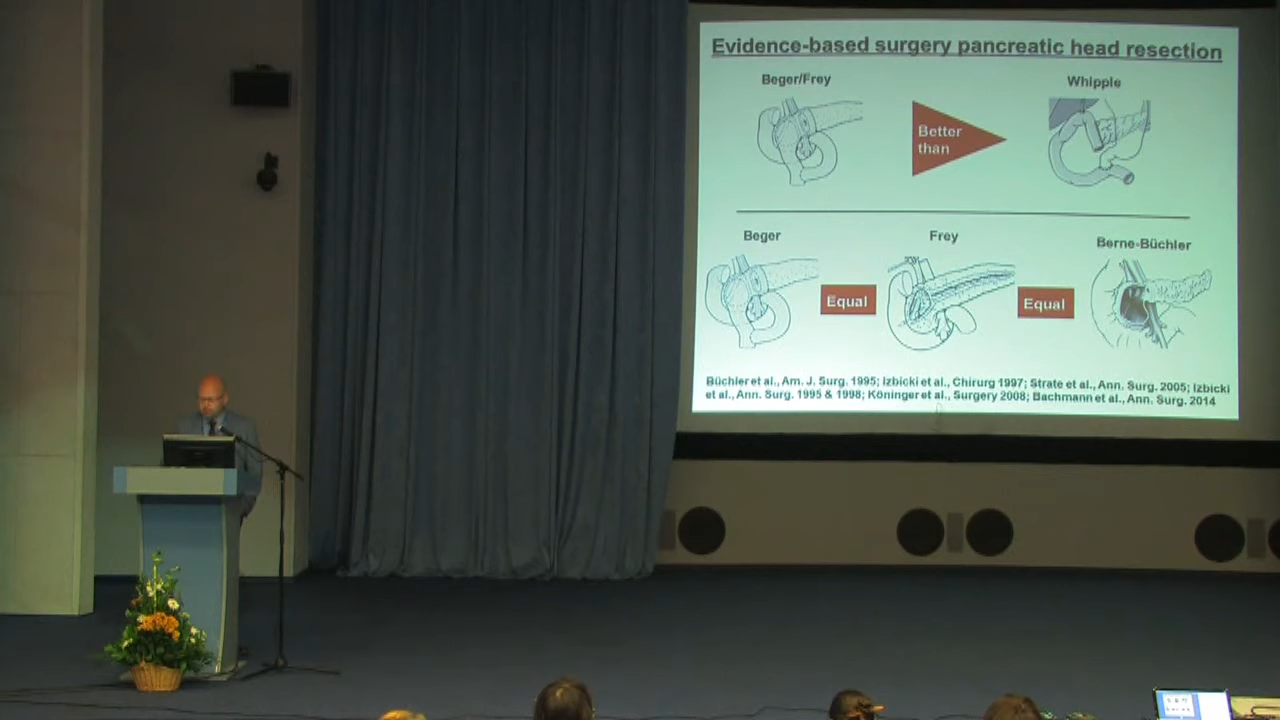 Evidence-based surgery pancreatic head resection
Beger/Frey
Whipple
Better
than
Beger
Frey
Berne-Büchler
Equal
Equal
Büchler et al., Am. J. Surg. 1995; Izbicki et al., Chirurg 1997; Strate et al., Ann. Surg. 2005; Izbicki
et al., Ann. Surg. 1995 & 1998; Köninger et al., Surgery 2008; Bachmann et al., Ann. Surg. 2014